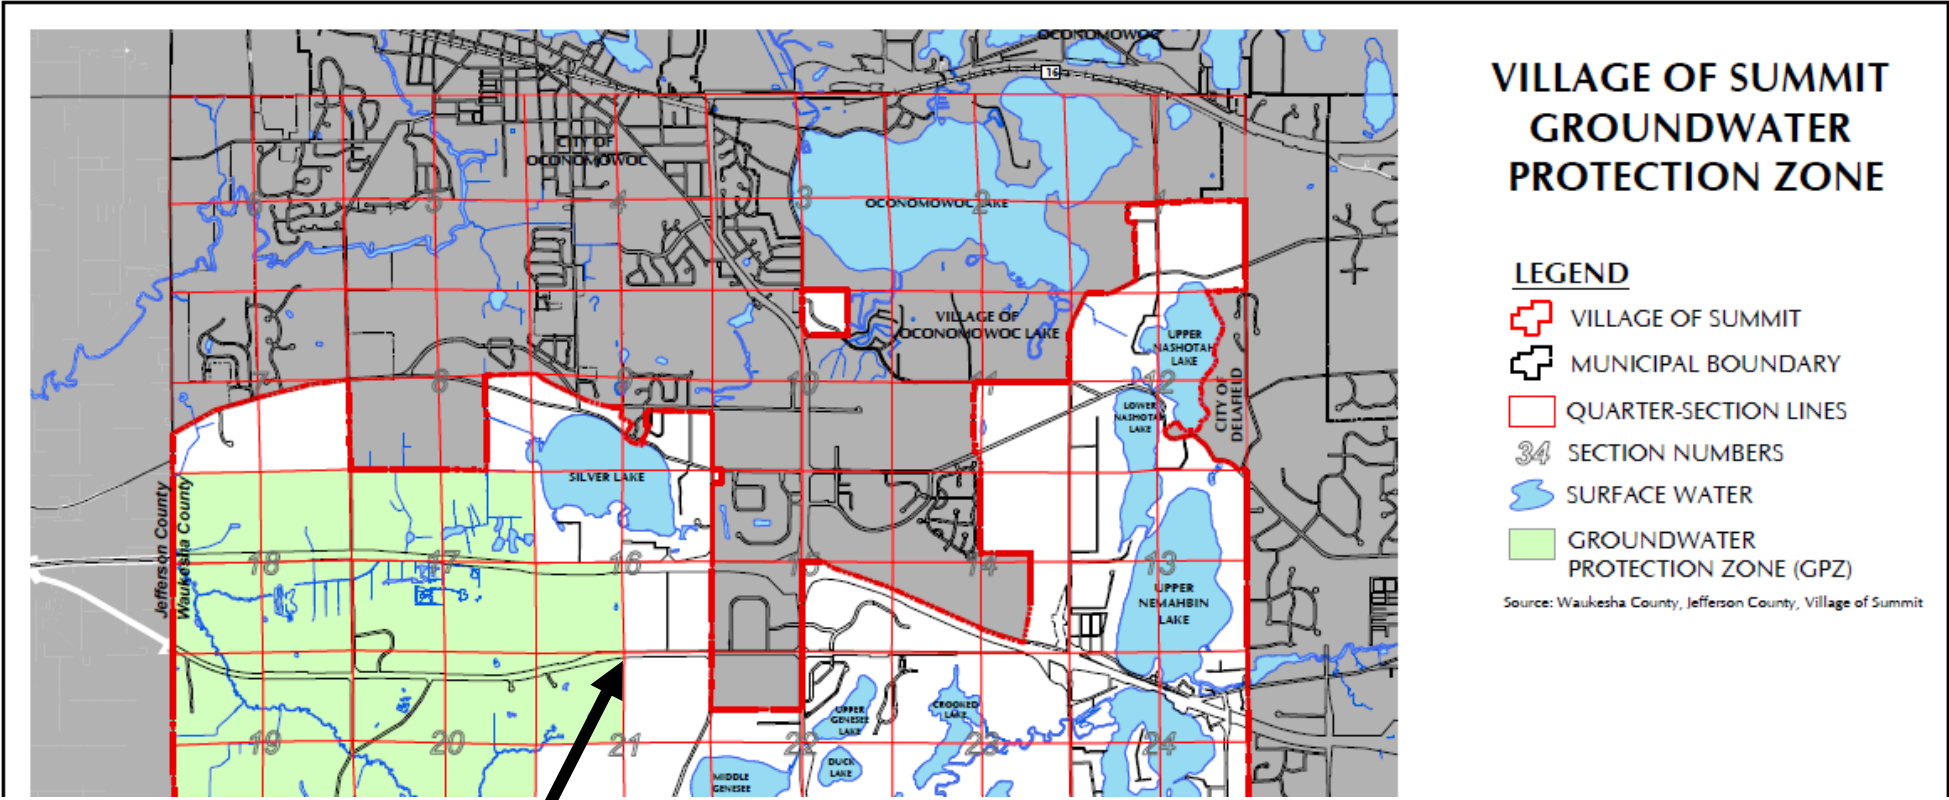 OCONOMOWOC
16
CITY OF
OCONOMOWOC
6
5
4
3
OCONOMOWOC LAKE
2
1
VILLAGE OF
OCONOMOWOC LAKE
UPPER
NASHOTAH
LAKE
7
8
9
10
11
12
CITY OF
DELAFIELD
LOWER
NASHOTAH
LAKE
SILVER LAKE
Jefferson County
Waukesha County
18
17
16
15
14
13
UPPER
NEMAHBIN
LAKE
UPPER
GENESEE
LAKE
CROOKED
LAKE
19
20
21
22
23
24
DUCK
LAKE
MIDDLE
GENESEE
VILLAGE OF SUMMIT
GROUNDWATER
PROTECTION ZONE
LEGEND
VILLAGE OF SUMMIT
MUNICIPAL BOUNDARY
QUARTER-SECTION LINES
34 SECTION NUMBERS
SURFACE WATER
GROUNDWATER
PROTECTION ZONE (GPZ)
Source: Waukesha County, Jefferson County, Village of Summit